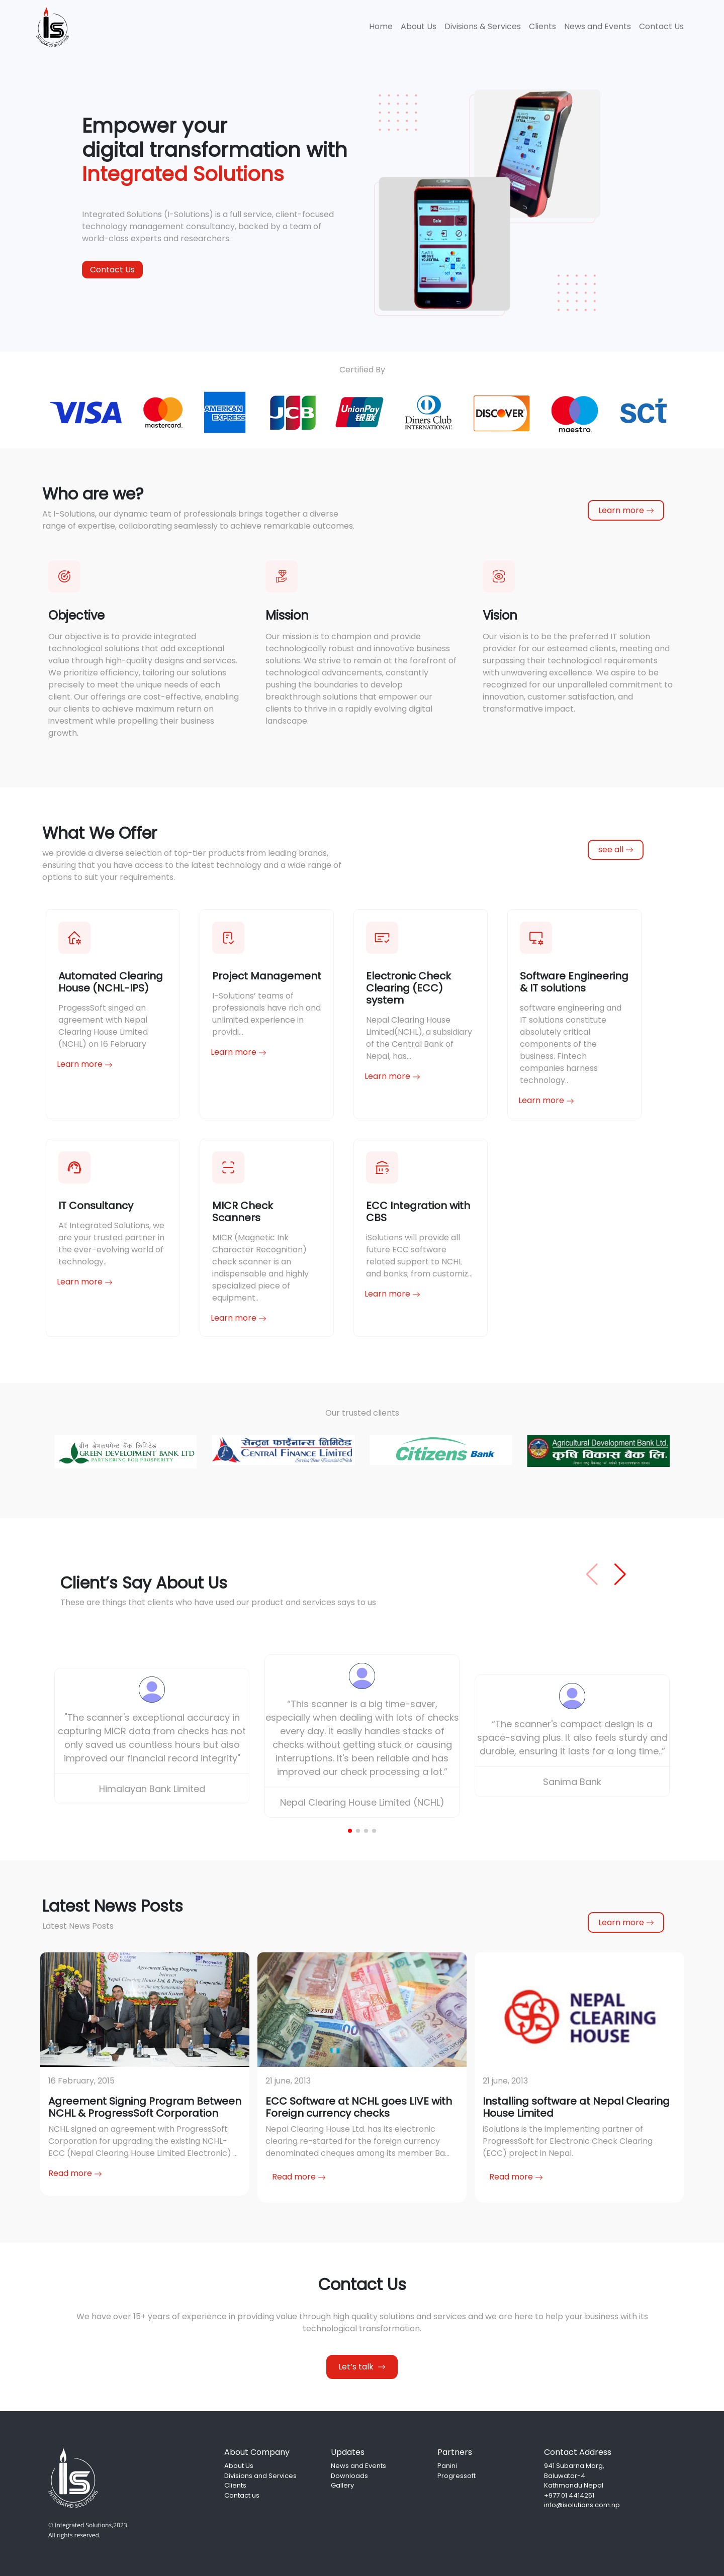 is
INTEGRATED SOLUTIONS
Home About Us Divisions & Services Clients News and Events Contact Us
Empower your
digital transformation with
Integrated Solutions
Integrated Solutions (I-Solutions) is a full service, client-focused
technology management consultancy, backed by a team of
world-class experts and researchers.
Contact Us
Certified By
VISA
mastercard.
AMERICAN
EXPRESS
JCB
UnionPay
银联
Diners Club
INTERNATIONAL
DISCOVER
maestro.
sct
Who are we?
At I-Solutions, our dynamic team of professionals brings together a diverse
range of expertise, collaborating seamlessly to achieve remarkable outcomes.
Learn more →
Objective
Our objective is to provide integrated
technological solutions that add exceptional
value through high-quality designs and services.
We prioritize efficiency, tailoring our solutions
precisely to meet the unique needs of each
client. Our offerings are cost-effective, enabling
our clients to achieve maximum return on
investment while propelling their business
growth.
Mission
Our mission is to champion and provide
technologically robust and innovative business
solutions. We strive to remain at the forefront of
technological advancements, constantly
pushing the boundaries to develop
breakthrough solutions that empower our
clients to thrive in a rapidly evolving digital
landscape.
Vision
Our vision is to be the preferred IT solution
provider for our esteemed clients, meeting and
surpassing their technological requirements
with unwavering excellence. We aspire to be
recognized for our unparalleled commitment to
innovation, customer satisfaction, and
transformative impact.
What We Offer
we provide a diverse selection of top-tier products from leading brands,
ensuring that you have access to the latest technology and a wide range of
options to suit your requirements.
see all →
Automated Clearing
House (NCHL-IPS)
ProgessSoft singed an
agreement with Nepal
Clearing House Limited
(NCHL) on 16 February
Learn more →
Project Management
I-Solutions’ teams of
professionals have rich and
unlimited experience in
providi...
Learn more →
Electronic Check
Clearing (ECC)
system
Nepal Clearing House
Limited(NCHL), a subsidiary
of the Central Bank of
Nepal, has...
Learn more →
Software Engineering
& IT solutions
software engineering and
IT solutions constitute
absolutely critical
components of the
business. Fintech
companies harness
technology..
Learn more →
IT Consultancy
At Integrated Solutions, we
are your trusted partner in
the ever-evolving world of
technology..
Learn more →
MICR Check
Scanners
MICR (Magnetic Ink
Character Recognition)
check scanner is an
indispensable and highly
specialized piece of
equipment..
Learn more →
ECC Integration with
CBS
iSolutions will provide all
future ECC software
related support to NCHL
and banks; from customiz...
Learn more →
Our trusted clients
ग्रीन डेभलपमेन्ट बैंक लिमिटेड
GREEN DEVELOPMENT BANK LTD
PARTNERING FOR PROSPERITY
सेन्ट्रल फाईनान्स लिमिटेड
CENTRAL FINANCE LIMITED
Serving Your Financial Needs
Citizens Bank
Agricultural Development Bank Ltd.
कृषि विकास बैंक लि.
Client’s Say About Us
These are things that clients who have used our product and services says to us
"The scanner's exceptional accuracy in
capturing MICR data from checks has not
only saved us countless hours but also
improved our financial record integrity"
Himalayan Bank Limited
“This scanner is a big time-saver,
especially when dealing with lots of checks
every day. It easily handles stacks of
checks without getting stuck or causing
interruptions. It's been reliable and has
improved our check processing a lot.”
Nepal Clearing House Limited (NCHL)
“The scanner's compact design is a
space-saving plus. It also feels sturdy and
durable, ensuring it lasts for a long time..”
Sanima Bank
Latest News Posts
Latest News Posts
Learn more →
Agreement Signing Program
between
Nepal Clearing House Ltd. & ProgressSoft Corporation
16 February, 2015
Agreement Signing Program Between
NCHL & ProgressSoft Corporation
NCHL signed an agreement with ProgressSoft
Corporation for upgrading the existing NCHL-
ECC (Nepal Clearing House Limited Electronic) ...
Read more →
21 june, 2013
ECC Software at NCHL goes LIVE with
Foreign currency checks
Nepal Clearing House Ltd. has its electronic
clearing re-started for the foreign currency
denominated cheques among its member Ba...
Read more →
NEPAL
CLEARING
HOUSE
21 june, 2013
Installing software at Nepal Clearing
House Limited
iSolutions is the implementing partner of
ProgressSoft for Electronic Check Clearing
(ECC) project in Nepal.
Read more →
Contact Us
We have over 15+ years of experience in providing value through high quality solutions and services and we are here to help your business with its
technological transformation.
Let’s talk →
is
INTEGRATED SOLUTIONS
© Integrated Solutions,2023.
All rights reserved.
About Company
About Us
Divisions and Services
Clients
Contact us
Updates
News and Events
Downloads
Gallery
Partners
Panini
Progressoft
Contact Address
941 Subarna Marg,
Baluwatar-4
Kathmandu Nepal
+977 01 4414251
info@isolutions.com.np